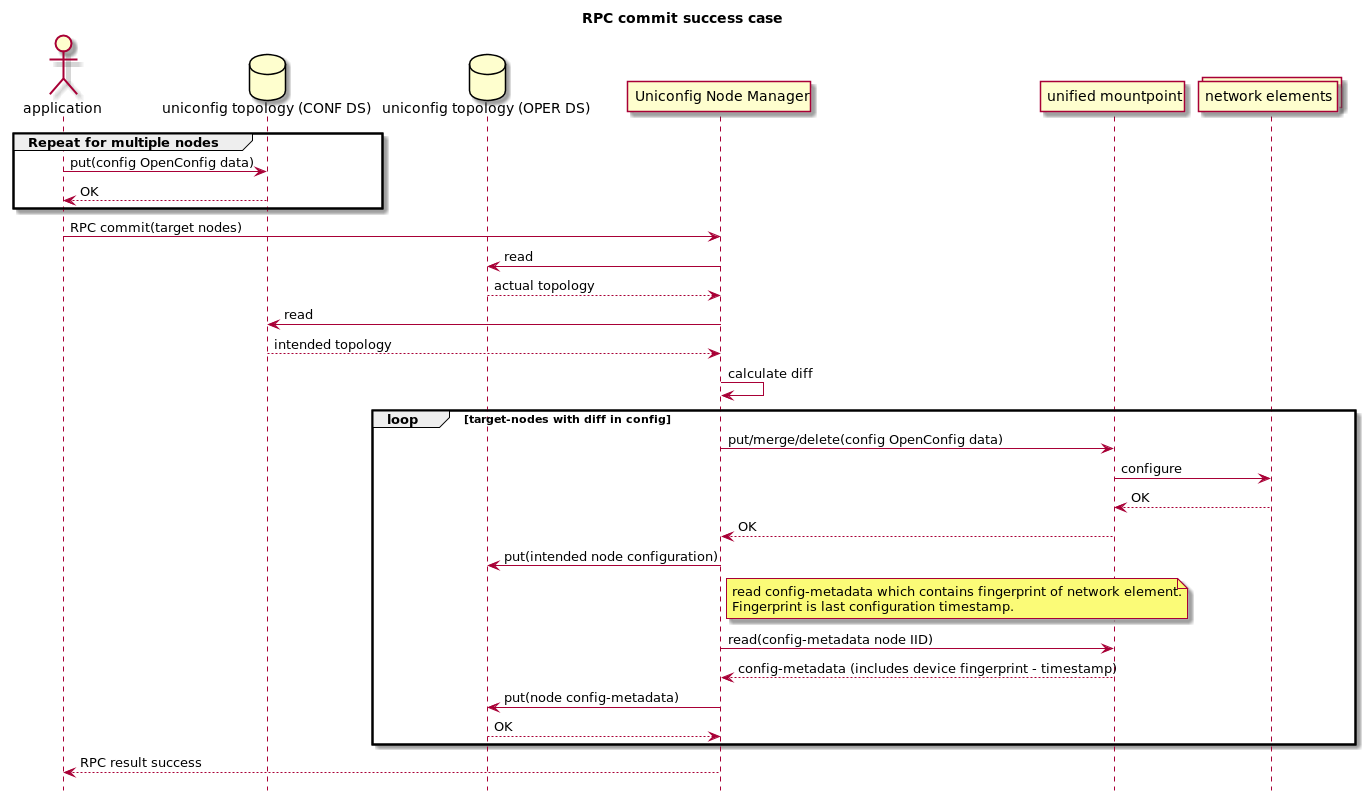 RPC commit success case
application
uniconfig topology (CONF DS)
uniconfig topology (OPER DS)
Uniconfig Node Manager
unified mountpoint
network elements
Repeat for multiple nodes
put(config OpenConfig data)
OK
RPC commit(target nodes)
read
actual topology
read
intended topology
calculate diff
loop [target-nodes with diff in config]
put/merge/delete(config OpenConfig data)
configure
OK
OK
put(intended node configuration)
read config-metadata which contains fingerprint of network element.
Fingerprint is last configuration timestamp.
read(config-metadata node IID)
config-metadata (includes device fingerprint - timestamp)
put(node config-metadata)
OK
RPC result success